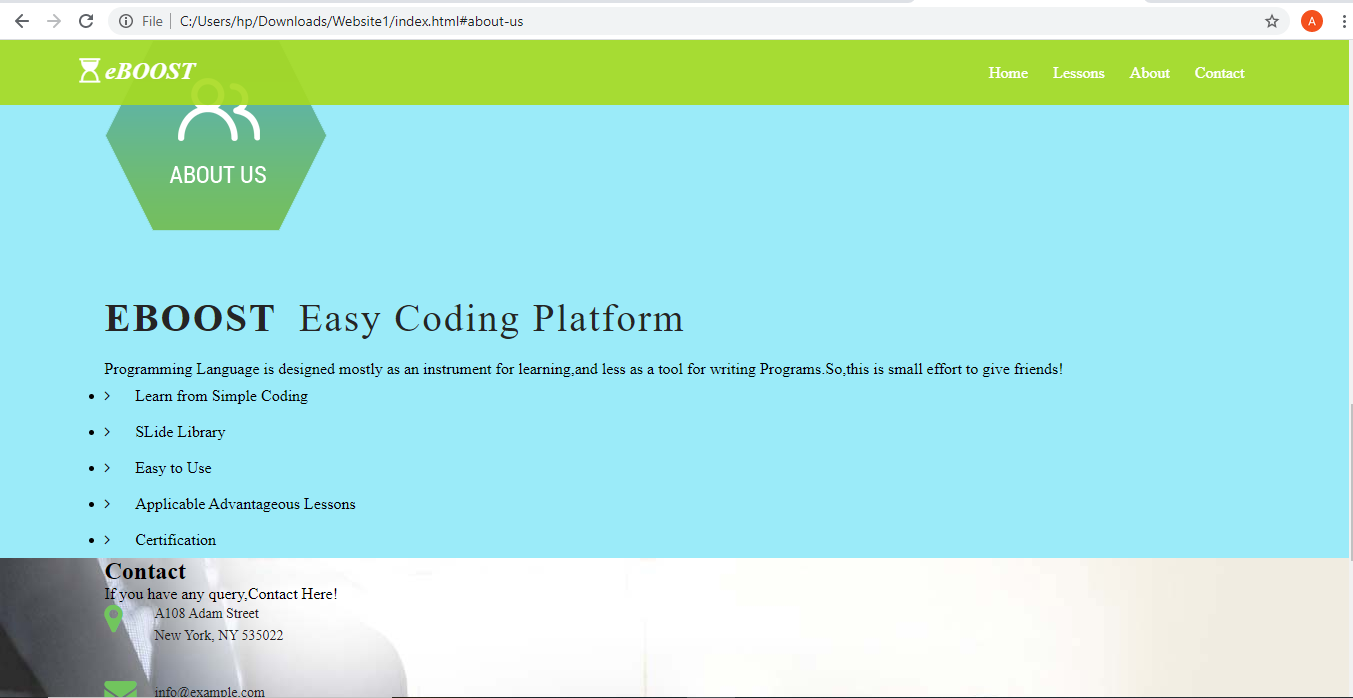 File C:/Users/hp/Downloads/Website1/index.html#about-us
A
eBOOST Home Lessons About Contact
ABOUT US
EBOOST Easy Coding Platform
Programming Language is designed mostly as an instrument for learning,and less as a tool for writing Programs.So,this is small effort to give friends!
Learn from Simple Coding
SLide Library
Easy to Use
Applicable Advantageous Lessons
Certification
Contact
If you have any query,Contact Here!
A108 Adam Street
New York, NY 535022
info@example.com